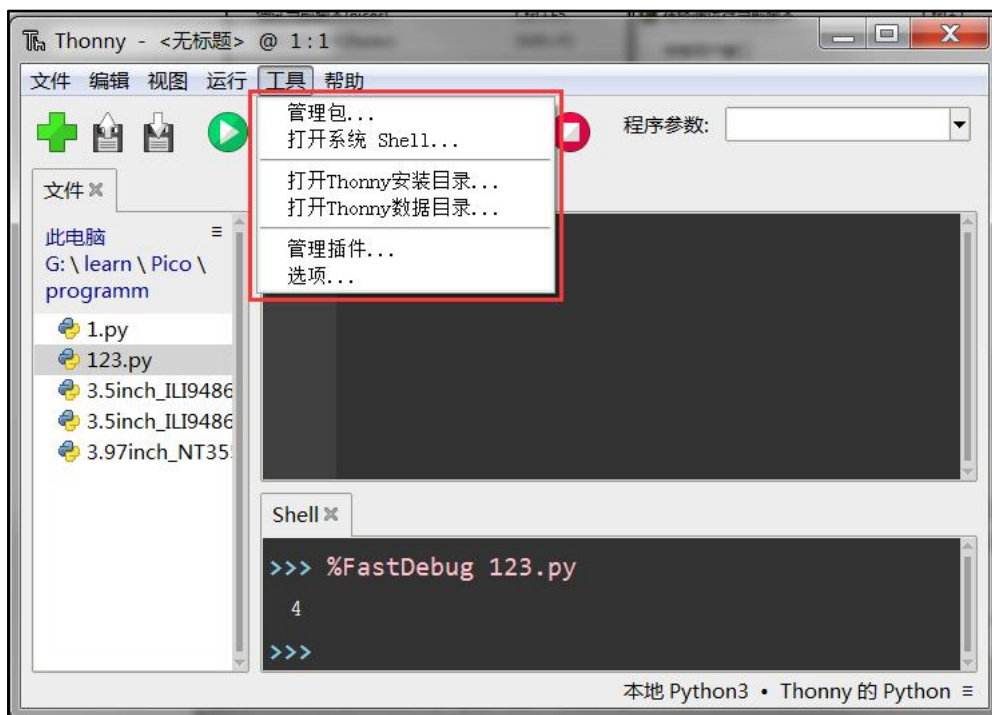 Thonny - <无标题> @ 1:1
文件 编辑 视图 运行 工具 帮助
管理包...
打开系统 Shell...
打开Thonny安装目录...
打开Thonny数据目录...
管理插件...
选项...
程序参数:
文件
此电脑
G: \ learn \ Pico \
programm
1.py
123.py
3.5inch_ILI9486
3.5inch_ILI9486
3.97inch_NT35
Shell
>>> %FastDebug 123.py
4
>>>
本地 Python3 • Thonny 的 Python ≡